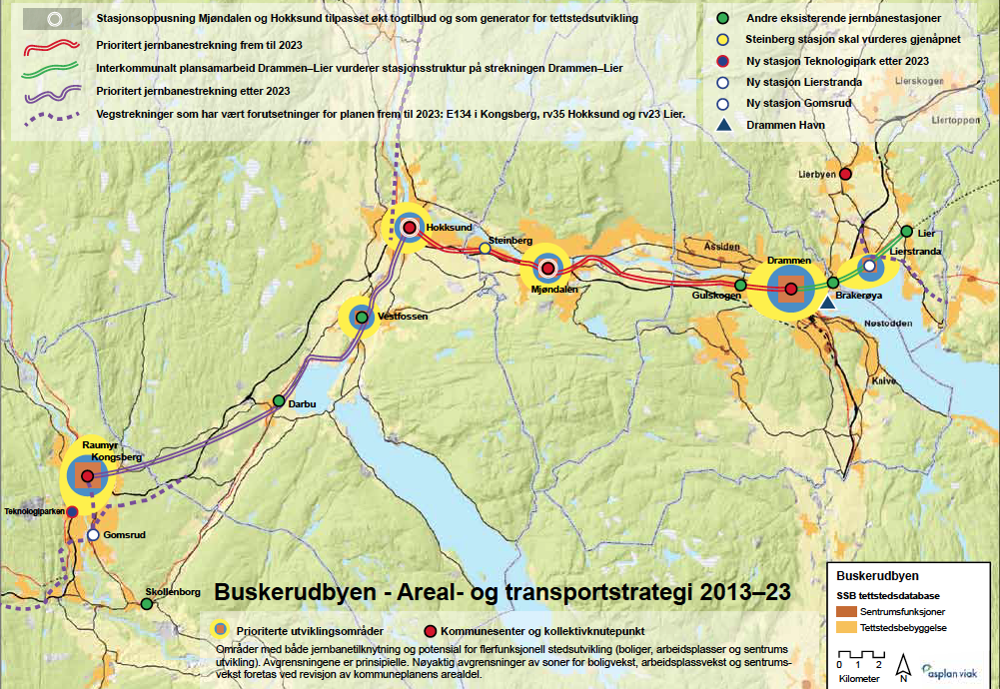 Stasjonsoppusning Mjøndalen og Hokksund tilpasset økt togtilbud og som generator for tettstedsutvikling
Prioritert jernbanestrekning frem til 2023
Interkommunalt plansamarbeid Drammen–Lier vurderer stasjonsstruktur på strekningen Drammen–Lier
Prioritert jernbanestrekning etter 2023
Vegstrekninger som har vært forutsetninger for planen frem til 2023: E134 i Kongsberg, rv35 Hokksund og rv23 Lier.
Andre eksisterende jernbanestasjoner
Steinberg stasjon skal vurderes gjenåpnet
Ny stasjon Teknologipark etter 2023
Ny stasjon Lierstranda
Ny stasjon Gomsrud
Drammen Havn
Lierskogen
Liertoppen
Lierbyen
Hokksund
Steinberg
Lier
Åssiden
Lierstranda
Drammen
Mjøndalen
Gulskogen
Brakerøya
Vestfossen
Nøstodden
Knive
Darbu
Raumyr
Kongsberg
Teknologiparken
Gomsrud
Skollenborg
Buskerudbyen - Areal- og transportstrategi 2013–23
Prioriterte utviklingsområder
Kommunesenter og kollektivknutepunkt
Områder med både jernbanetilknytning og potensial for flerfunksjonell stedsutvikling (boliger, arbeidsplasser og sentrums
utvikling). Avgrensningene er prinsipielle. Nøyaktig avgrensninger av soner for boligvekst, arbeidsplassvekst og sentrums-
vekst foretas ved revisjon av kommuneplanens arealdel.
Buskerudbyen
SSB tettstedsdatabase
Sentrumsfunksjoner
Tettstedsbebyggelse
0 1 2
Kilometer
N
asplan viak